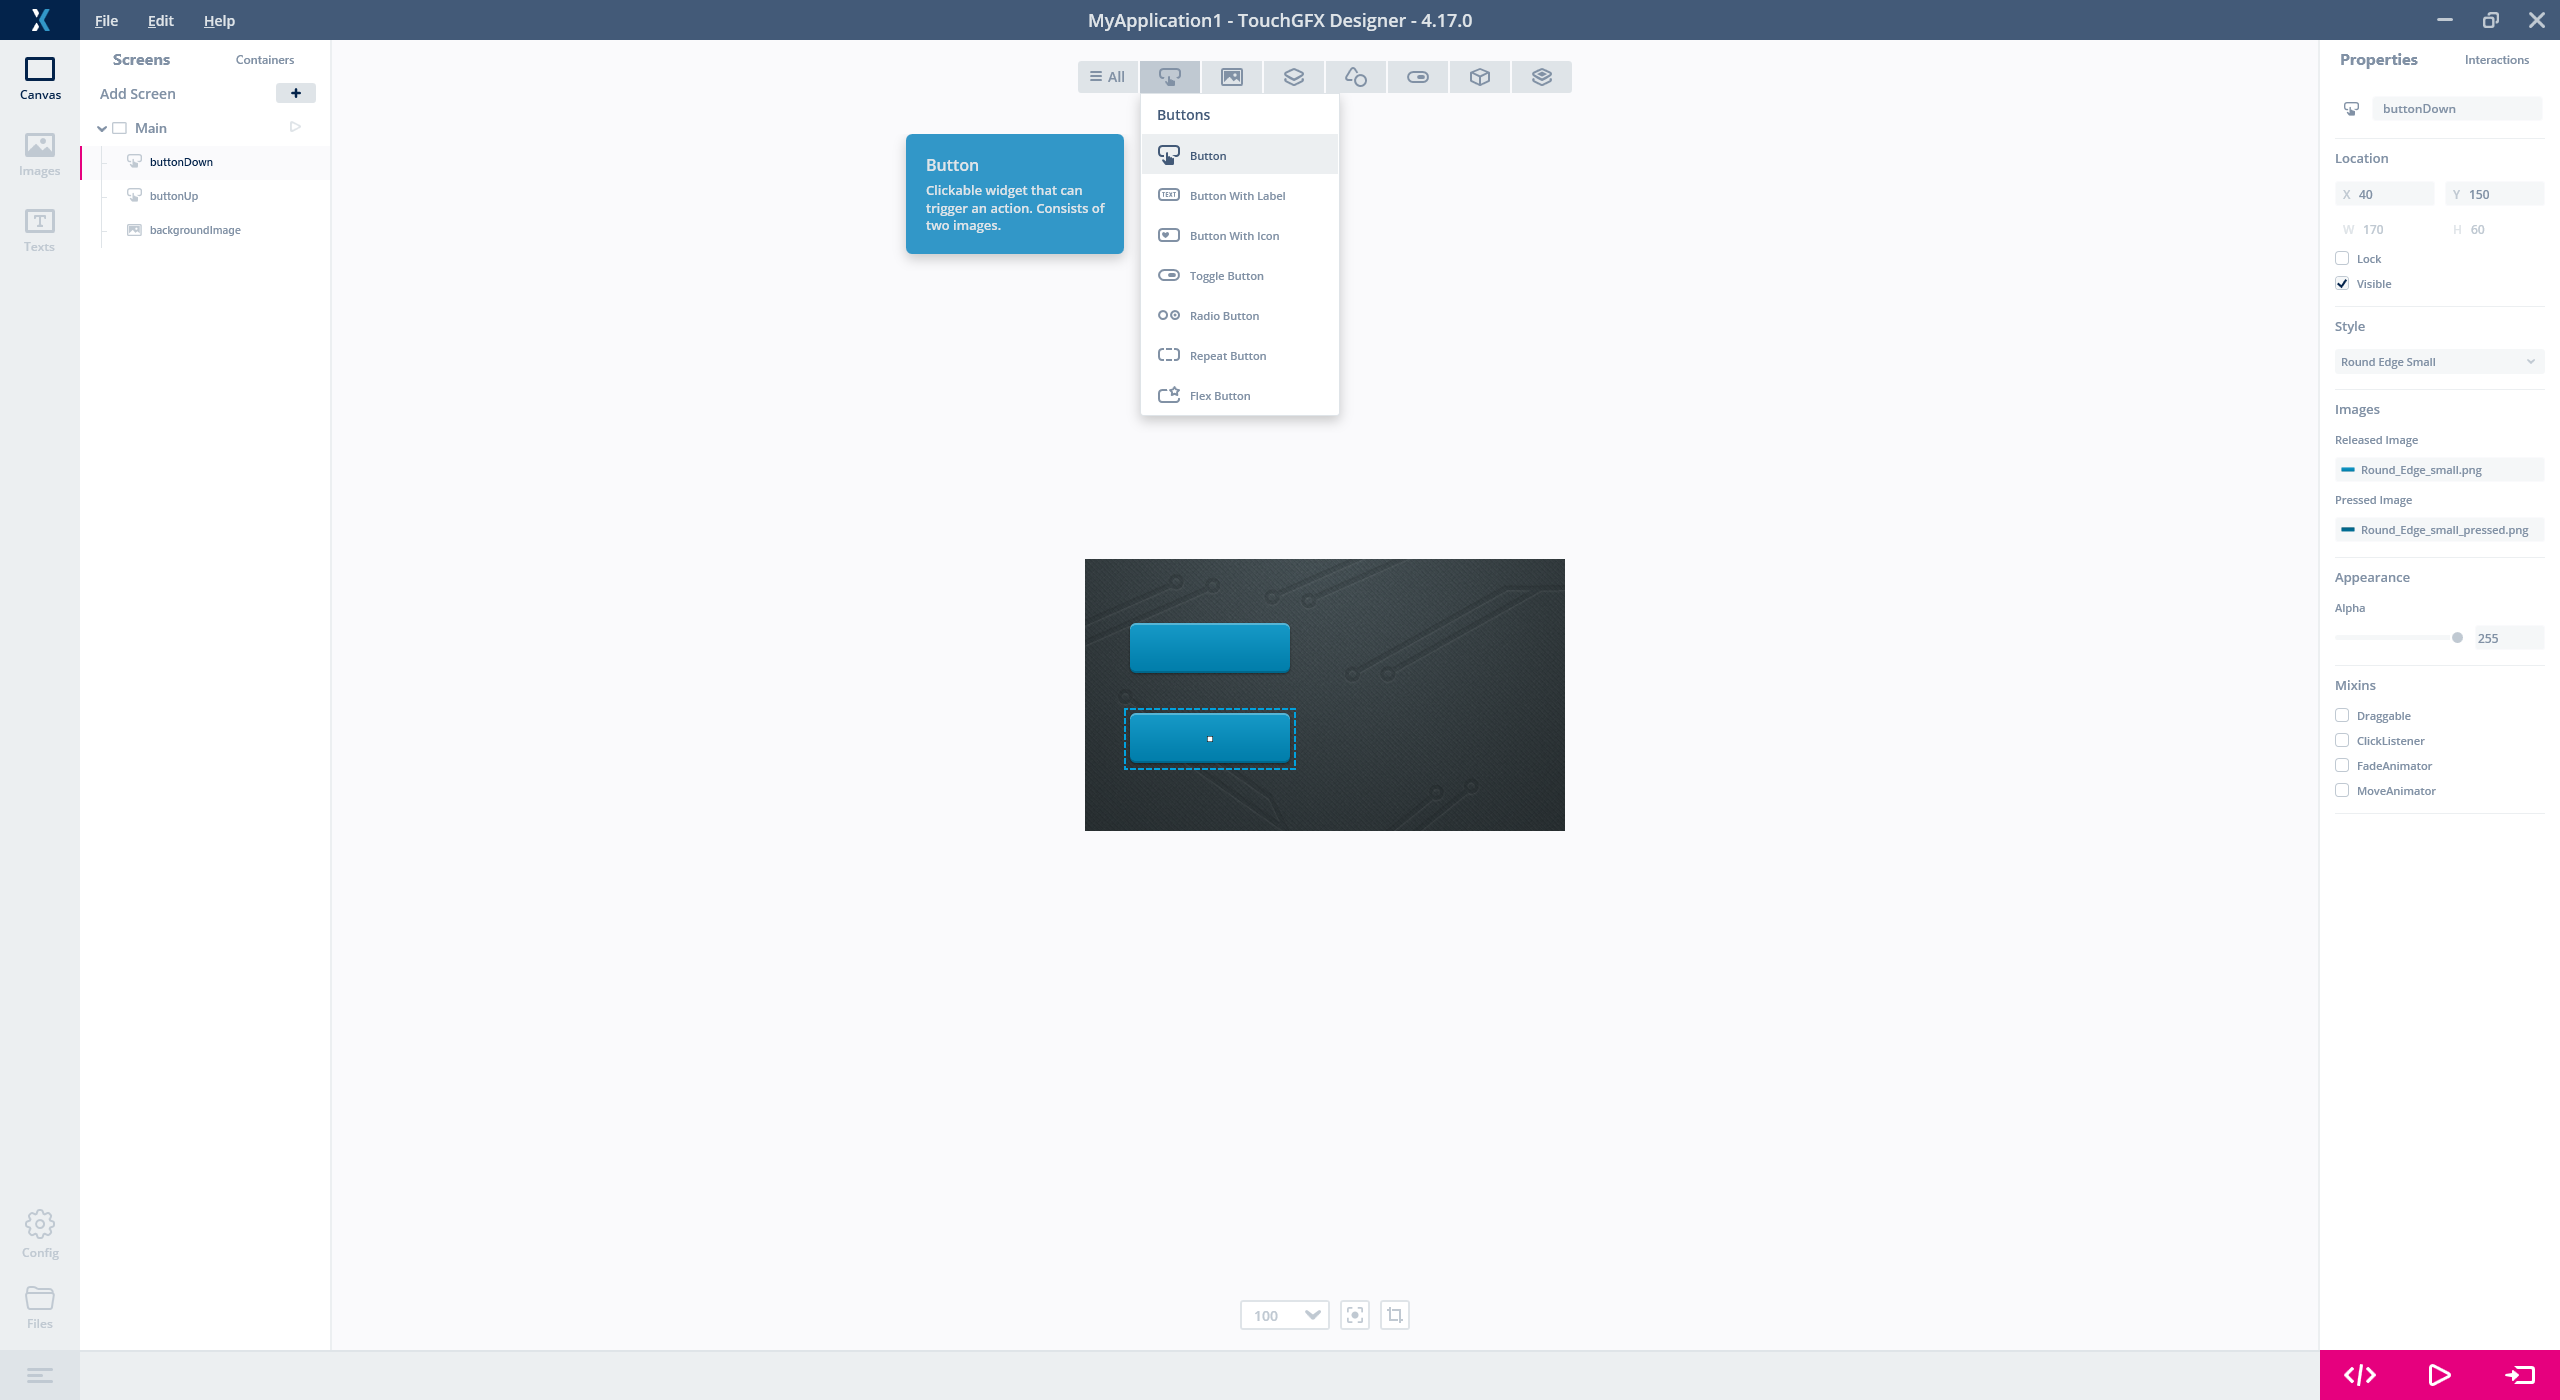 File Edit Help
MyApplication1 - TouchGFX Designer - 4.17.0
Canvas
Images
Texts
Config
Files
Screens Containers
Add Screen
Main
buttonDown
buttonUp
backgroundImage
All
Buttons
Button
Button With Label
TEXT
Button With Icon
Toggle Button
Radio Button
Repeat Button
Flex Button
Button
Clickable widget that can
trigger an action. Consists of
two images.
100
Properties Interactions
buttonDown
Location
X 40 Y 150
W 170 H 60
Lock
Visible
Style
Round Edge Small
Images
Released Image
Round_Edge_small.png
Pressed Image
Round_Edge_small_pressed.png
Appearance
Alpha
255
Mixins
Draggable
ClickListener
FadeAnimator
MoveAnimator